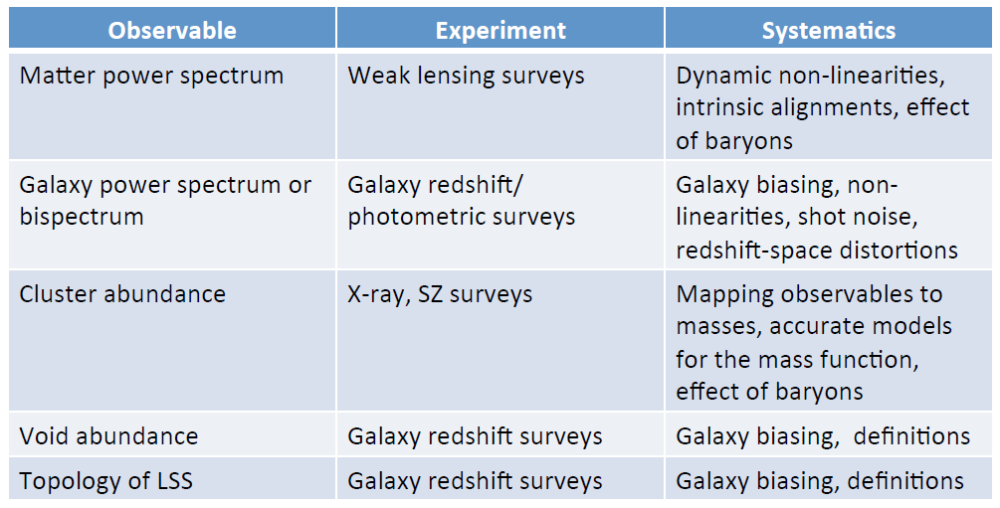 Observable Experiment Systematics
Matter power spectrum Weak lensing surveys Dynamic non-linearities,
intrinsic alignments, effect
of baryons
Galaxy power spectrum or Galaxy redshift/ Galaxy biasing, non-
bispectrum photometric surveys linearities, shot noise,
redshift-space distortions
Cluster abundance X-ray, SZ surveys Mapping observables to
masses, accurate models
for the mass function,
effect of baryons
Void abundance Galaxy redshift surveys Galaxy biasing, definitions
Topology of LSS Galaxy redshift surveys Galaxy biasing, definitions